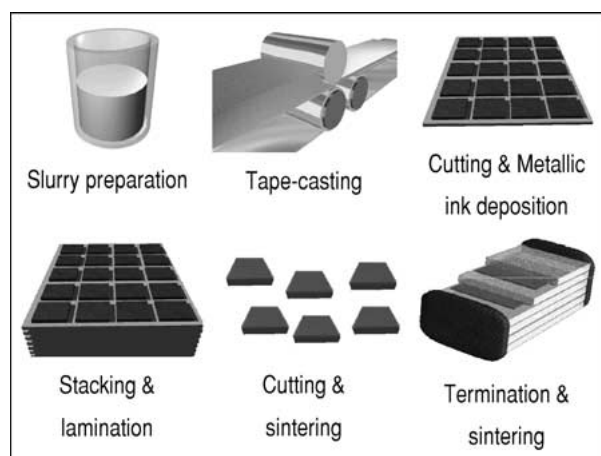 Slurry preparation
Tape-casting
Cutting & Metallic
ink deposition
Stacking &
lamination
Cutting &
sintering
Termination &
sintering